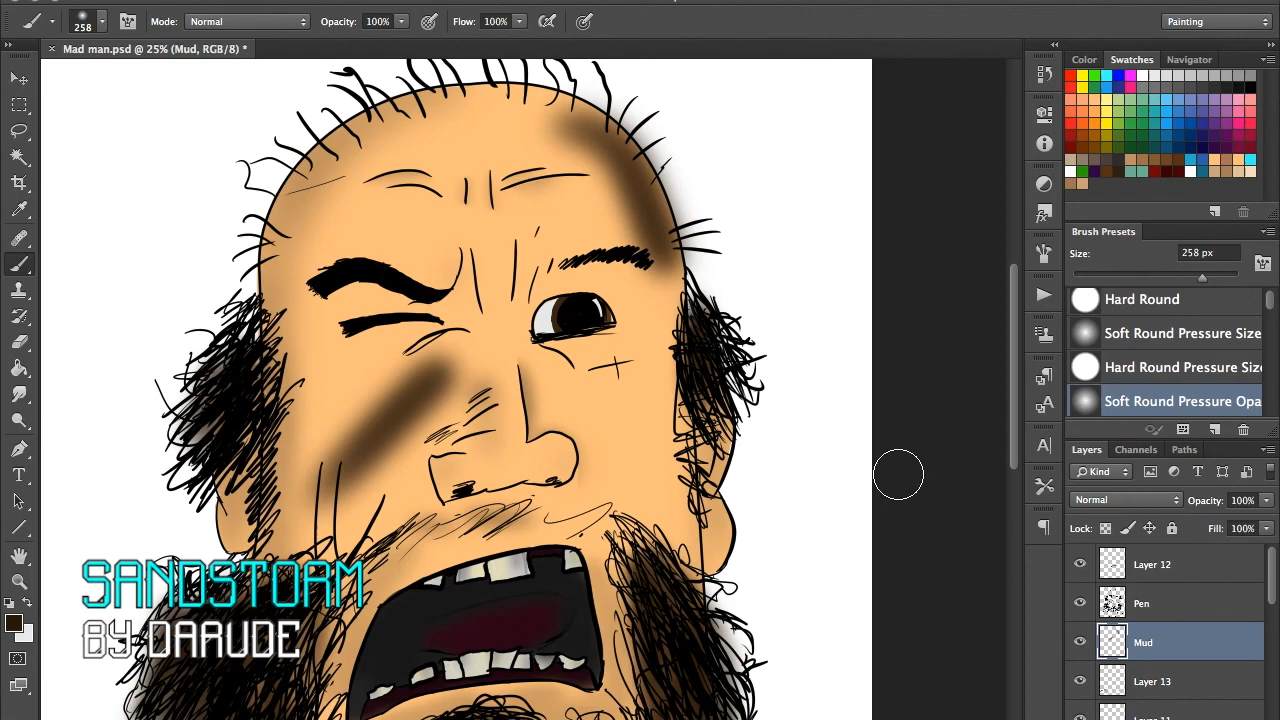 258
Mode:
Normal
Opacity:
100%
Flow:
100%
Painting
× Mad man.psd @ 25% (Mud, RGB/8) *
Color
Swatches
Navigator
Brush Presets
Size:
258 px
Hard Round
Soft Round Pressure Size
Hard Round Pressure Siz
Soft Round Pressure Opa
Layers
Channels
Paths
Kind
Normal
Opacity:
100%
Lock:
Fill:
100%
Layer 12
Pen
Mud
Layer 13
SANDSTORM
BY DARUDE